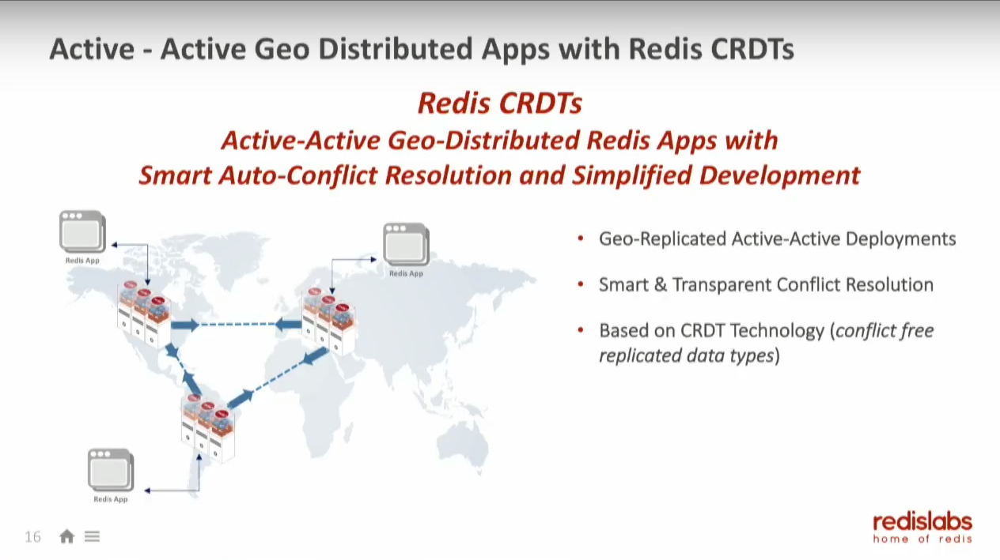 Active - Active Geo Distributed Apps with Redis CRDTs
Redis CRDTs
Active-Active Geo-Distributed Redis Apps with
Smart Auto-Conflict Resolution and Simplified Development
Redis App
Redis App
Redis App
• Geo-Replicated Active-Active Deployments
• Smart & Transparent Conflict Resolution
• Based on CRDT Technology (conflict free
replicated data types)
16
redislabs
home of redis